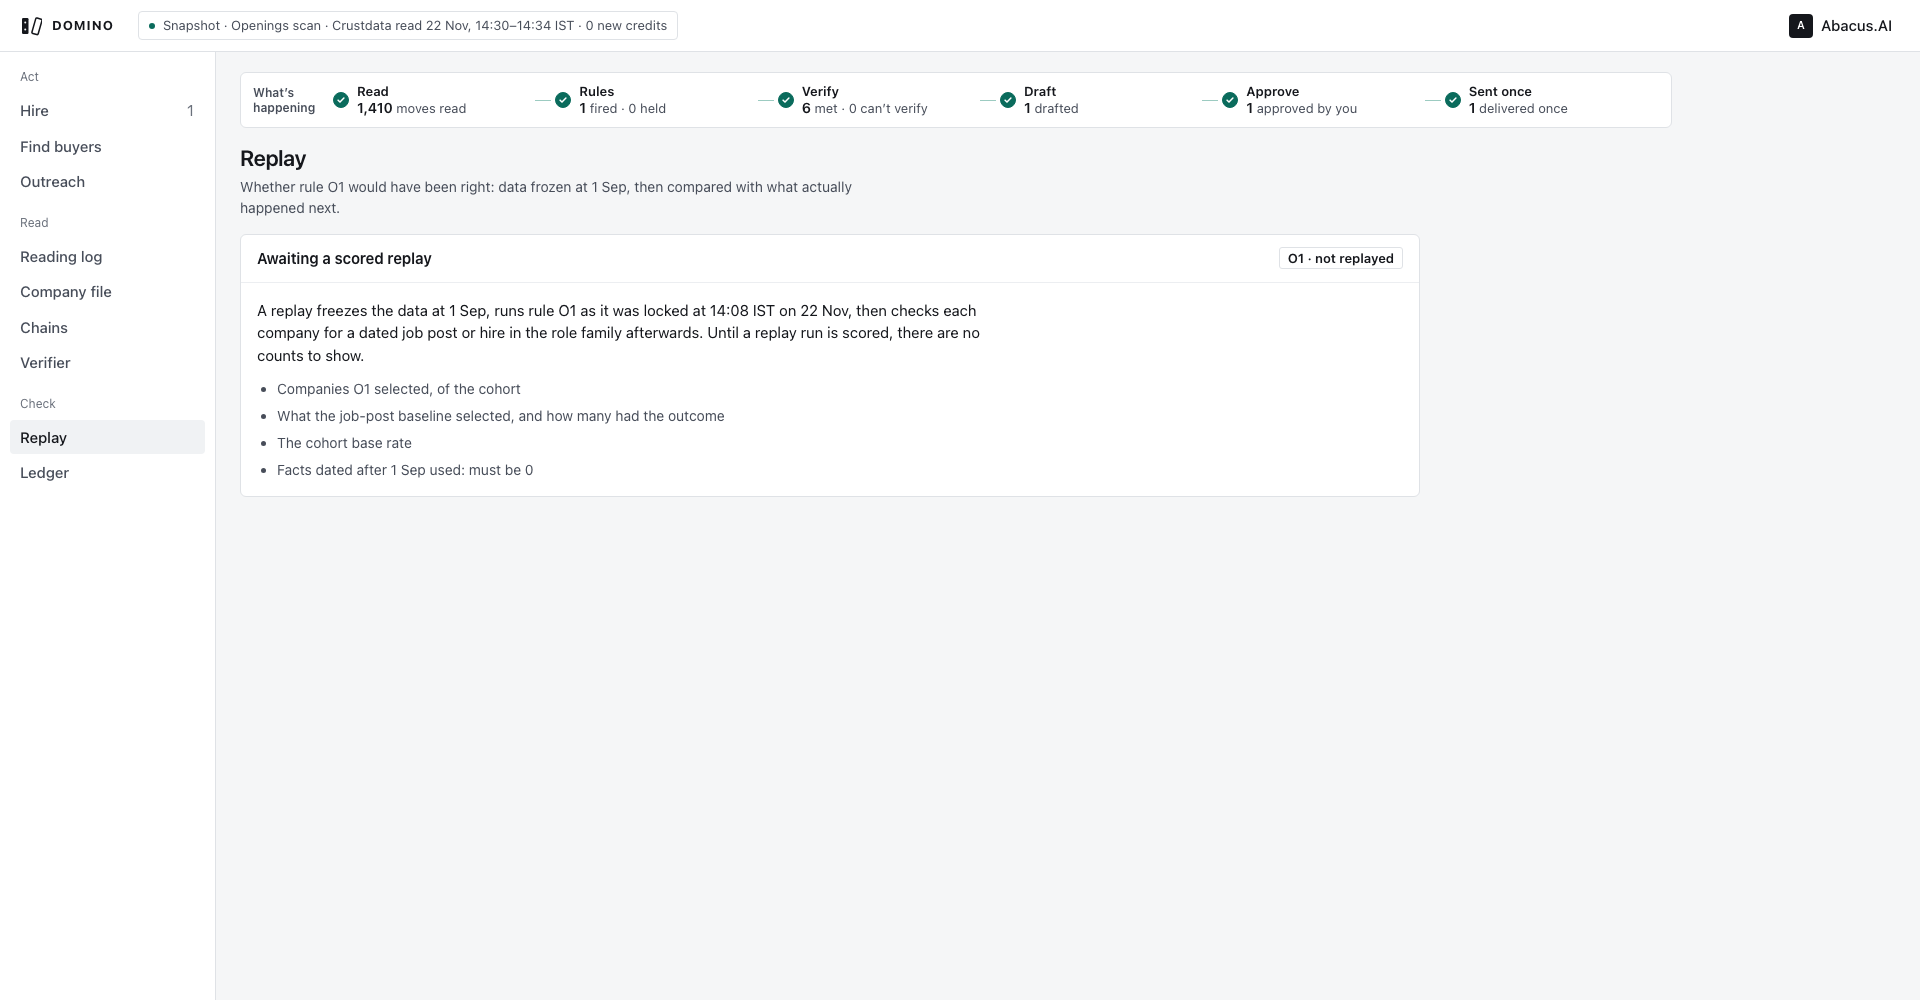 DOMINO
Snapshot · Openings scan · Crustdata read 22 Nov, 14:30–14:34 IST · 0 new credits
A
Abacus.AI
Act
Hire 1
Find buyers
Outreach
Read
Reading log
Company file
Chains
Verifier
Check
Replay
Ledger
What's
happening
Read
1,410 moves read
Rules
1 fired · 0 held
Verify
6 met · 0 can't verify
Draft
1 drafted
Approve
1 approved by you
Sent once
1 delivered once
Replay
Whether rule O1 would have been right: data frozen at 1 Sep, then compared with what actually
happened next.
Awaiting a scored replay
O1 · not replayed
A replay freezes the data at 1 Sep, runs rule O1 as it was locked at 14:08 IST on 22 Nov, then checks each
company for a dated job post or hire in the role family afterwards. Until a replay run is scored, there are no
counts to show.
• Companies O1 selected, of the cohort
• What the job-post baseline selected, and how many had the outcome
• The cohort base rate
• Facts dated after 1 Sep used: must be 0